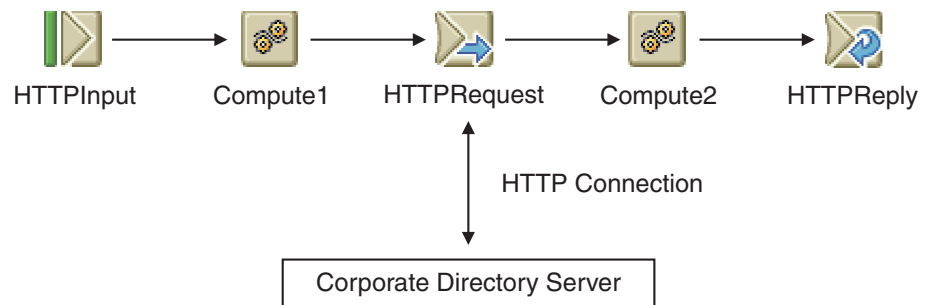 HTTPInput
Compute1
HTTPRequest
Compute2
HTTPReply
HTTP Connection
Corporate Directory Server